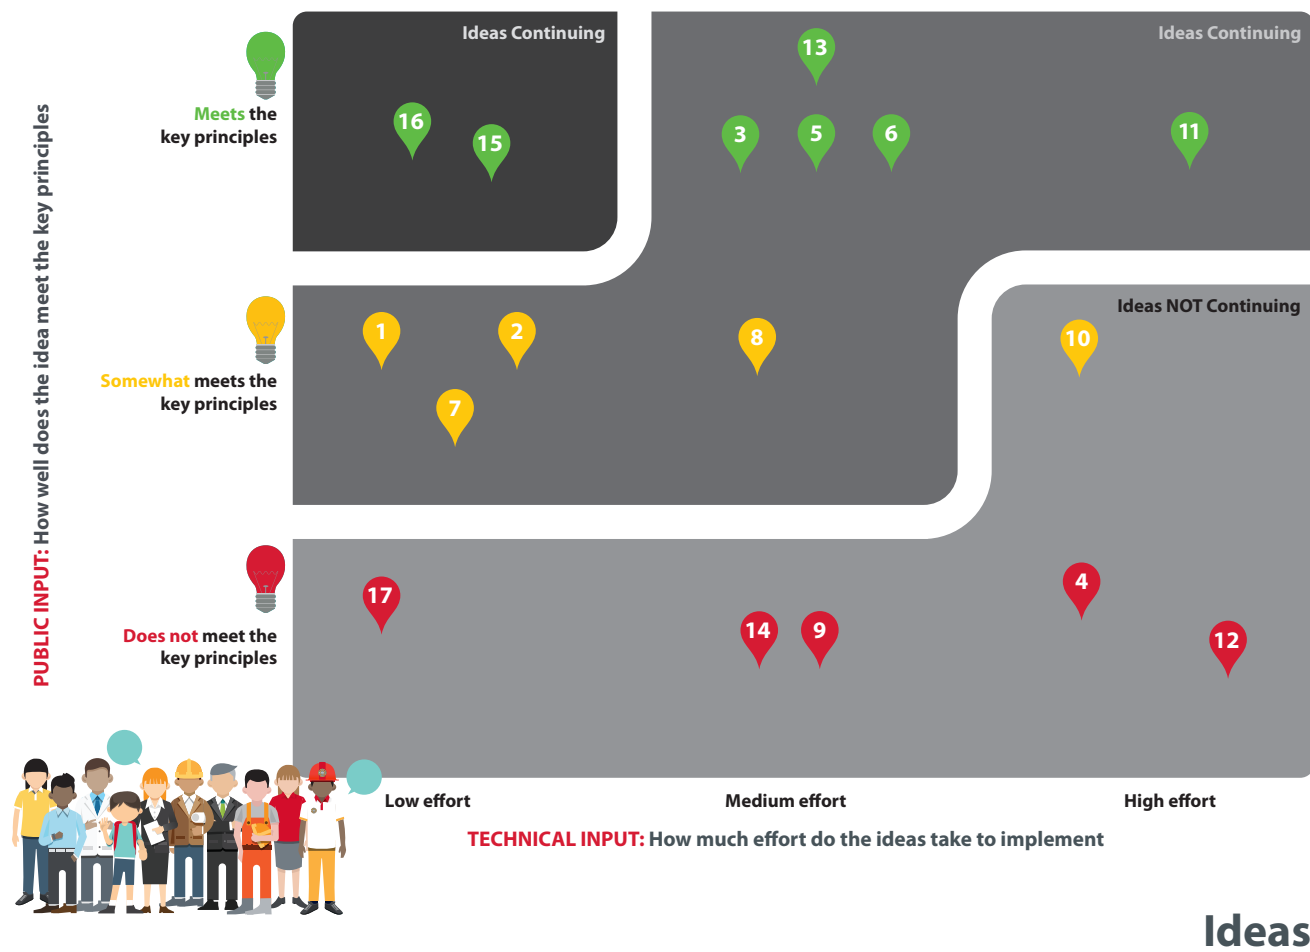 Ideas Continuing
Ideas Continuing
13
Meets the
key principles
16
15
3
5
6
11
PUBLIC INPUT: How well does the idea meet the key principles
Ideas NOT Continuing
1
2
8
10
Somewhat meets the
key principles
7
17
4
14
9
12
Does not meet the
key principles
Low effort
Medium effort
High effort
TECHNICAL INPUT: How much effort do the ideas take to implement
Ideas